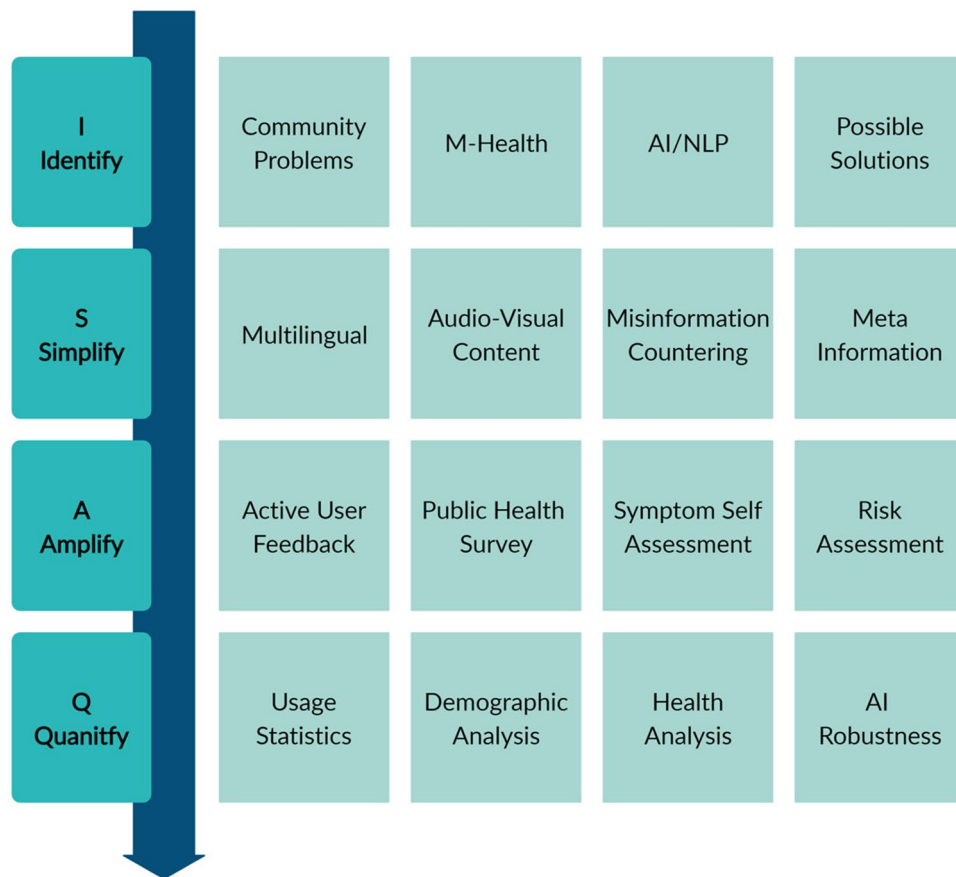 I
Identify
Community
Problems
M-Health
AI/NLP
Possible
Solutions
S
Simplify
Multilingual
Audio-Visual
Content
Misinformation
Countering
Meta
Information
A
Amplify
Active User
Feedback
Public Health
Survey
Symptom Self
Assessment
Risk
Assessment
Q
Quanitfy
Usage
Statistics
Demographic
Analysis
Health
Analysis
AI
Robustness